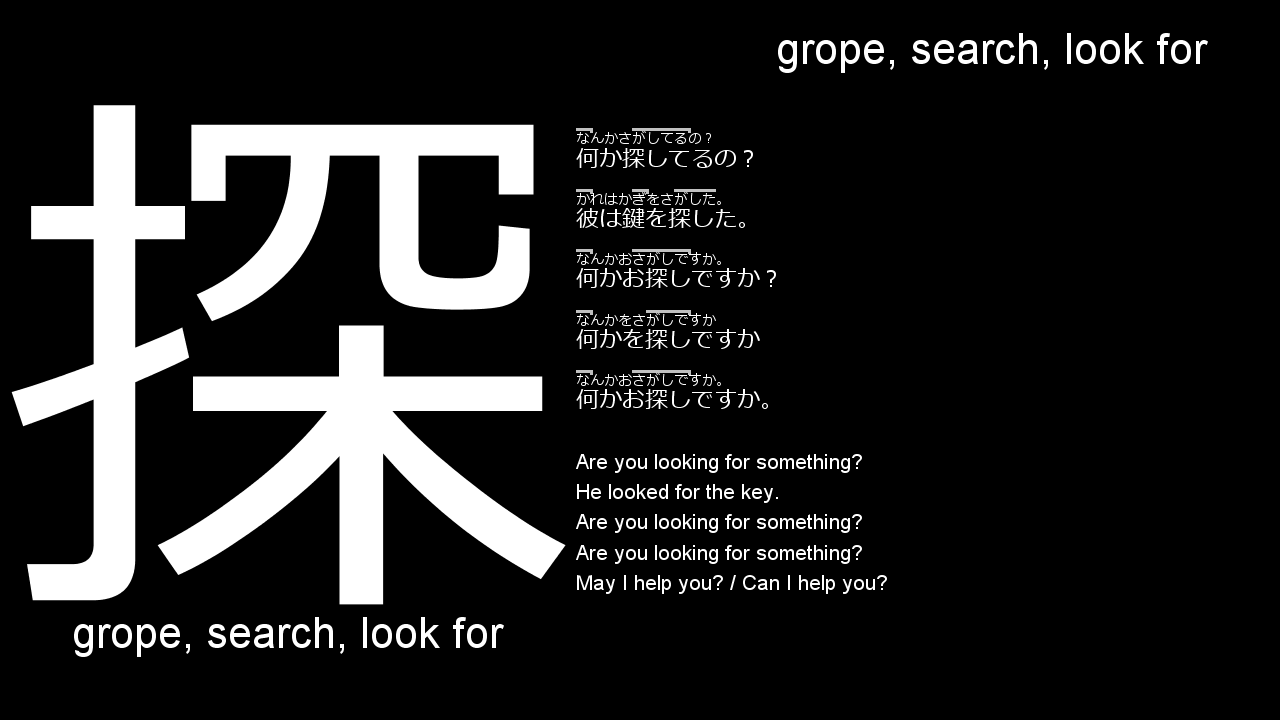 grope, search, look for
探
なんかさがしてるの？
何か探してるの？
かれはかぎをさがした。
彼は鍵を探した。
なんかおさがしですか。
何かお探しですか？
なんかをさがしですか
何かを探しですか
なんかおさがしですか。
何かお探しですか。
Are you looking for something?
He looked for the key.
Are you looking for something?
Are you looking for something?
May I help you? / Can I help you?
grope, search, look for